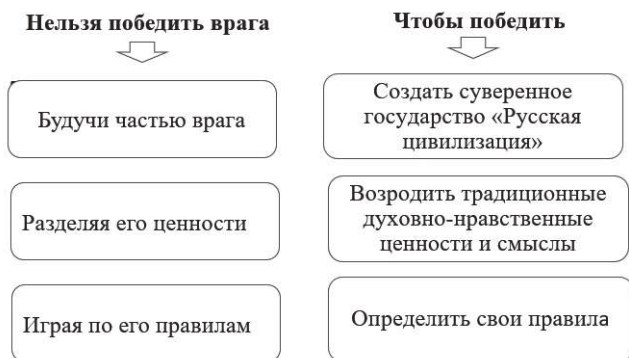 Нельзя победить врага
Будучи частью врага
Разделяя его ценности
Играя по его правилам
Чтобы победить
Создать суверенное
государство «Русская
цивилизация»
Возродить традиционные
духовно-нравственные
ценности и смыслы
Определить свои правила